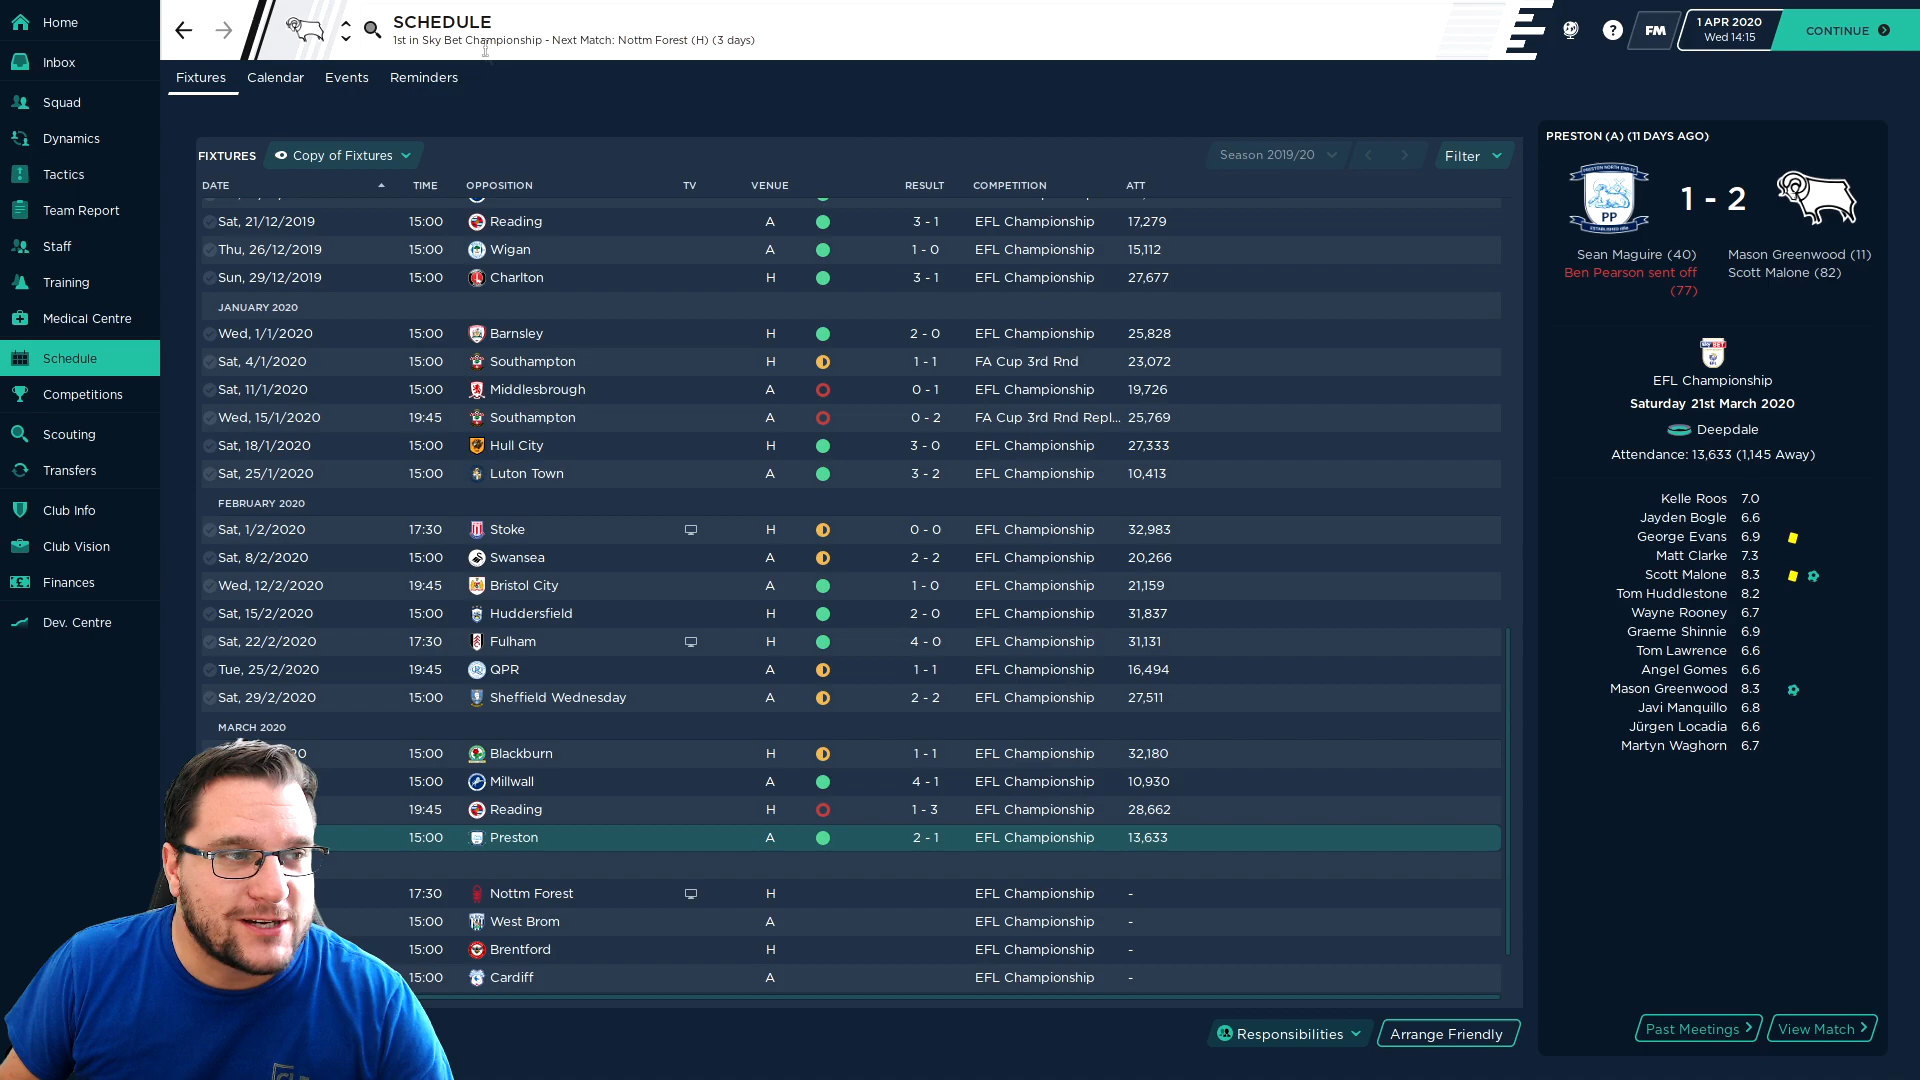 Home
Inbox
Squad
Dynamics
Tactics
Team Report
Staff
Training
Medical Centre
Schedule
Competitions
Scouting
Transfers
Club Info
Club Vision
Finances
Dev. Centre
SCHEDULE
1st in Sky Bet Championship - Next Match: Nottm Forest (H) (3 days)
?
FM
1 APR 2020
Wed 14:15
CONTINUE
Fixtures Calendar Events Reminders
FIXTURES Copy of Fixtures Season 2019/20 Filter
DATE TIME OPPOSITION TV VENUE RESULT COMPETITION ATT
Sat, 21/12/2019 15:00 Reading A 3 - 1 EFL Championship 17,279
Thu, 26/12/2019 15:00 Wigan A 1 - 0 EFL Championship 15,112
Sun, 29/12/2019 15:00 Charlton H 3 - 1 EFL Championship 27,677
JANUARY 2020
Wed, 1/1/2020 15:00 Barnsley H 2 - 0 EFL Championship 25,828
Sat, 4/1/2020 15:00 Southampton H 1 - 1 FA Cup 3rd Rnd 23,072
Sat, 11/1/2020 15:00 Middlesbrough A 0 - 1 EFL Championship 19,726
Wed, 15/1/2020 19:45 Southampton A 0 - 2 FA Cup 3rd Rnd Repl... 25,769
Sat, 18/1/2020 15:00 Hull City H 3 - 0 EFL Championship 27,333
Sat, 25/1/2020 15:00 Luton Town A 3 - 2 EFL Championship 10,413
FEBRUARY 2020
Sat, 1/2/2020 17:30 Stoke H 0 - 0 EFL Championship 32,983
Sat, 8/2/2020 15:00 Swansea A 2 - 2 EFL Championship 20,266
Wed, 12/2/2020 19:45 Bristol City A 1 - 0 EFL Championship 21,159
Sat, 15/2/2020 15:00 Huddersfield H 2 - 0 EFL Championship 31,837
Sat, 22/2/2020 17:30 Fulham H 4 - 0 EFL Championship 31,131
Tue, 25/2/2020 19:45 QPR A 1 - 1 EFL Championship 16,494
Sat, 29/2/2020 15:00 Sheffield Wednesday A 2 - 2 EFL Championship 27,511
MARCH 2020
15:00 Blackburn H 1 - 1 EFL Championship 32,180
15:00 Millwall A 4 - 1 EFL Championship 10,930
19:45 Reading H 1 - 3 EFL Championship 28,662
15:00 Preston A 2 - 1 EFL Championship 13,633
17:30 Nottm Forest H EFL Championship -
15:00 West Brom A EFL Championship -
15:00 Brentford H EFL Championship -
15:00 Cardiff A EFL Championship -
Responsibilities Arrange Friendly
PRESTON (A) (11 DAYS AGO)
PP
1 - 2
Sean Maguire (40)
Ben Pearson sent off
(77)
Mason Greenwood (11)
Scott Malone (82)
EFL Championship
Saturday 21st March 2020
Deepdale
Attendance: 13,633 (1,145 Away)
Kelle Roos 7.0
Jayden Bogle 6.6
George Evans 6.9
Matt Clarke 7.3
Scott Malone 8.3
Tom Huddlestone 8.2
Wayne Rooney 6.7
Graeme Shinnie 6.9
Tom Lawrence 6.6
Angel Gomes 6.6
Mason Greenwood 8.3
Javi Manquillo 6.8
Jürgen Locadia 6.6
Martyn Waghorn 6.7
Past Meetings View Match